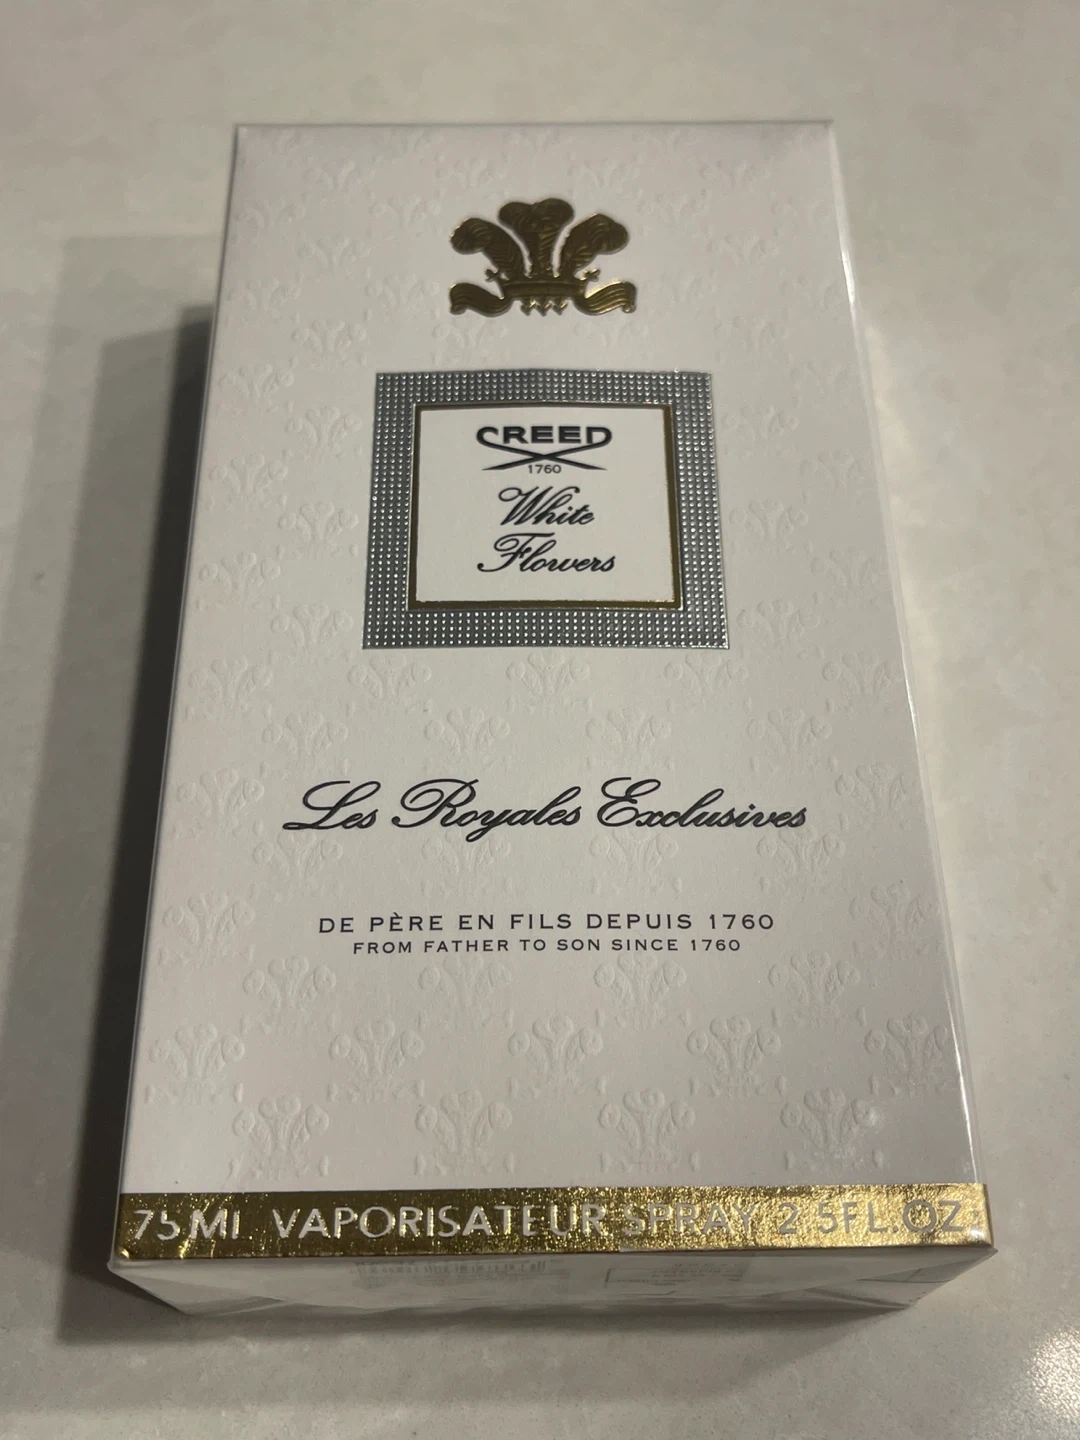 CREED
1760
White
Flowers
Les Royales Exclusives
DE PÈRE EN FILS DEPUIS 1760
FROM FATHER TO SON SINCE 1760
75ML VAPORISATEUR SPRAY 2 5FL.OZ